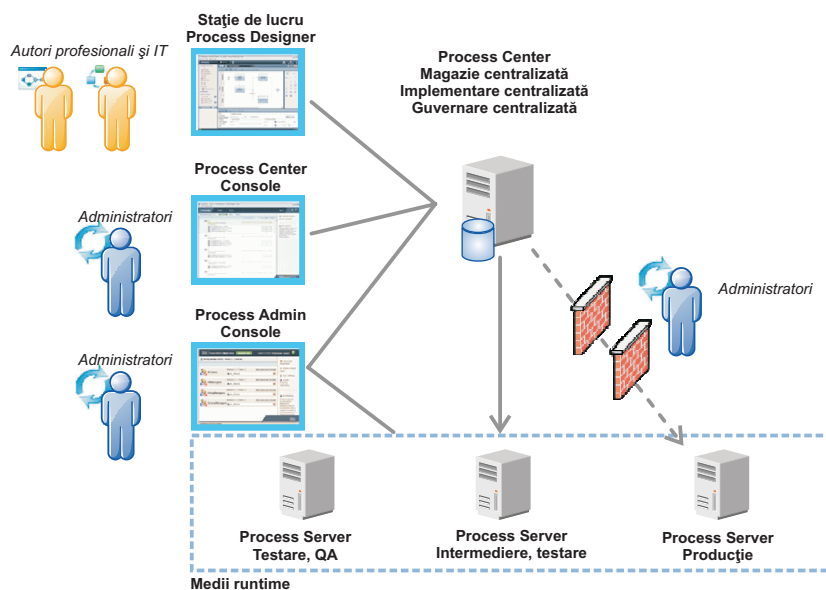 Staţie de lucru
Process Designer
Autori profesionali şi IT
Process Center
Magazie centralizată
Implementare centralizată
Guvernare centralizată
Process Center
Console
Administratori
Administratori
Process Admin
Console
Administratori
Process Server
Testare, QA
Process Server
Intermediere, testare
Process Server
Producţie
Medii runtime